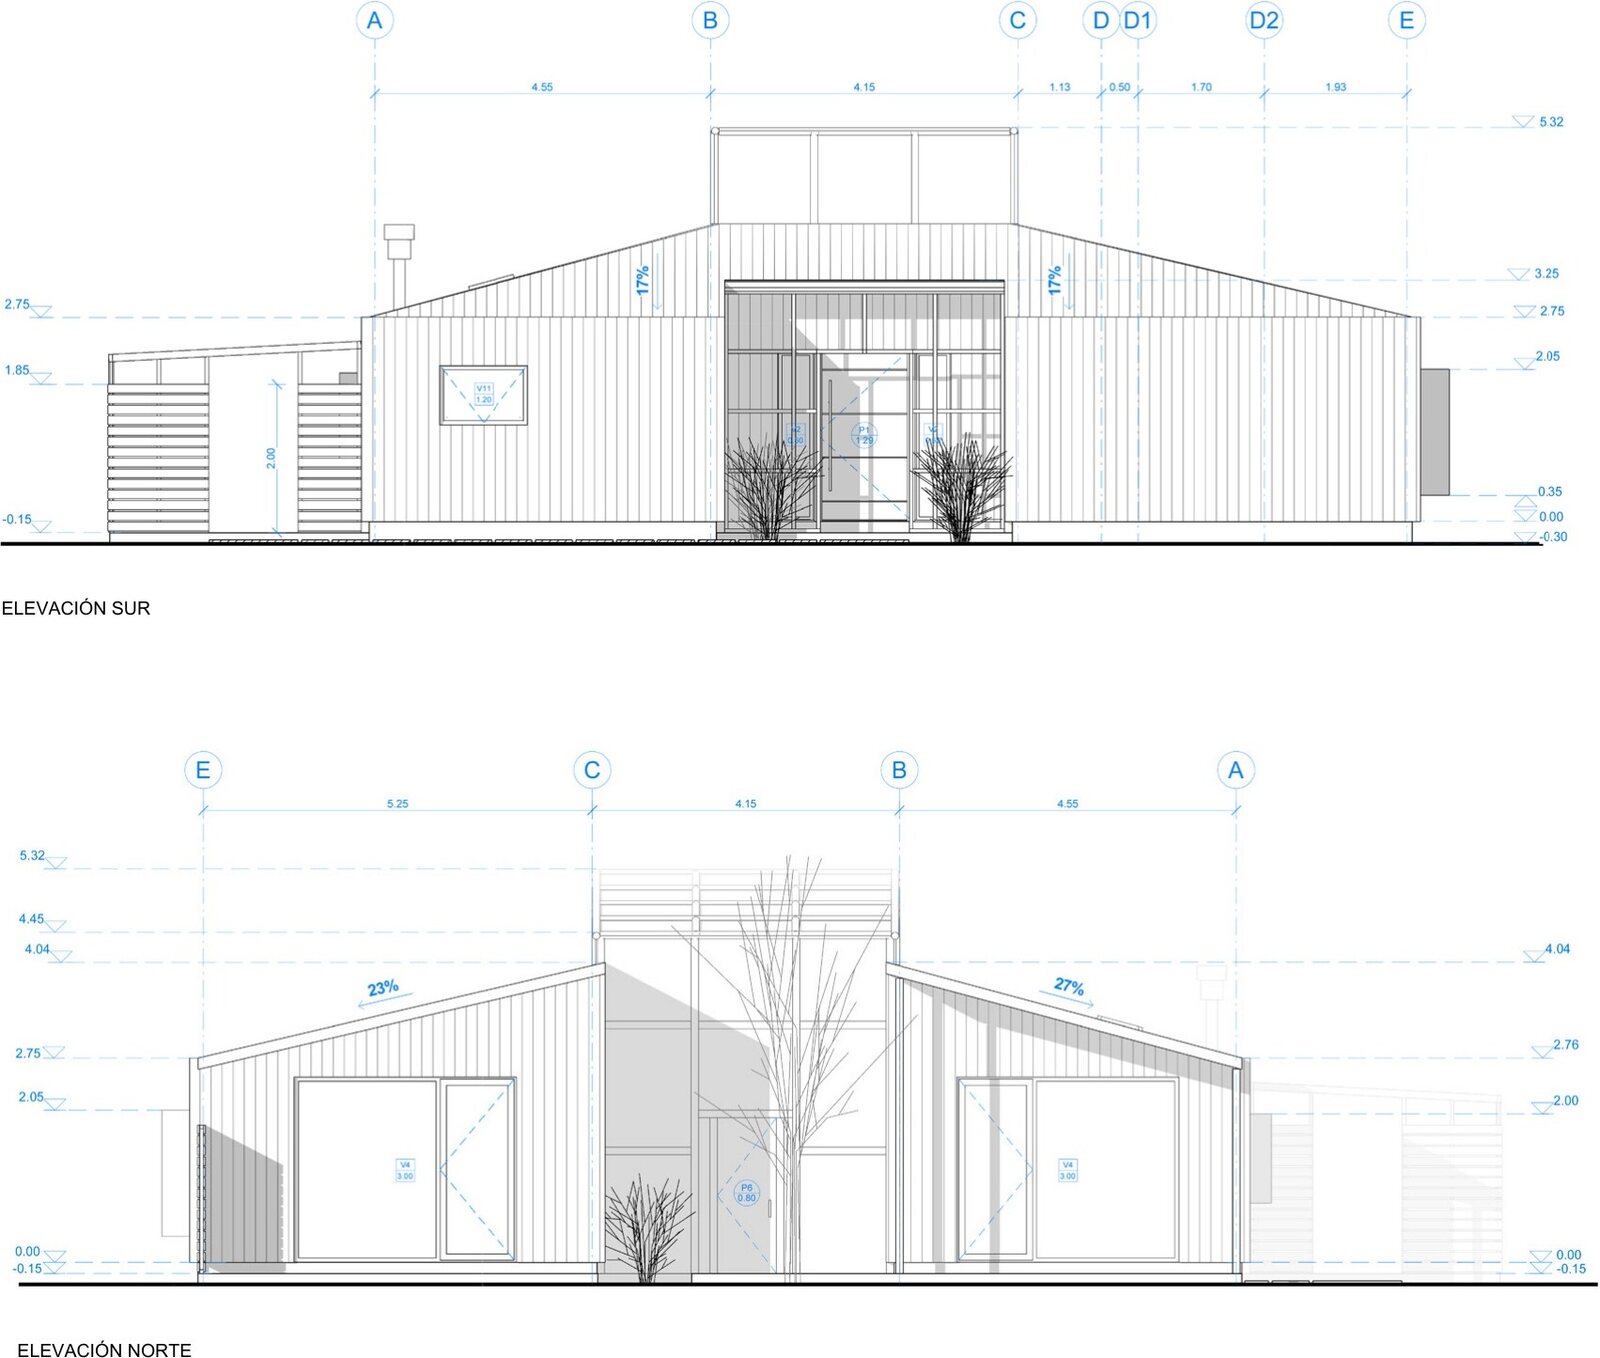 A B C D D1 D2 E
4.55 4.15 1.13 0.50 1.70 1.93
5.32
17% 17%
3.25
2.75 2.75
2.05
1.85
V11
1.20
P1
1.29
2.00
0.35
-0.15 0.00
-0.30
ELEVACIÓN SUR
E C B A
5.25 4.15 4.55
5.32
4.45
4.04 4.04
23% 27%
2.75 2.76
2.05 2.00
V4 V4
3.00 3.00
P6
0.80
0.00 0.00
-0.15 -0.15
ELEVACIÓN NORTE